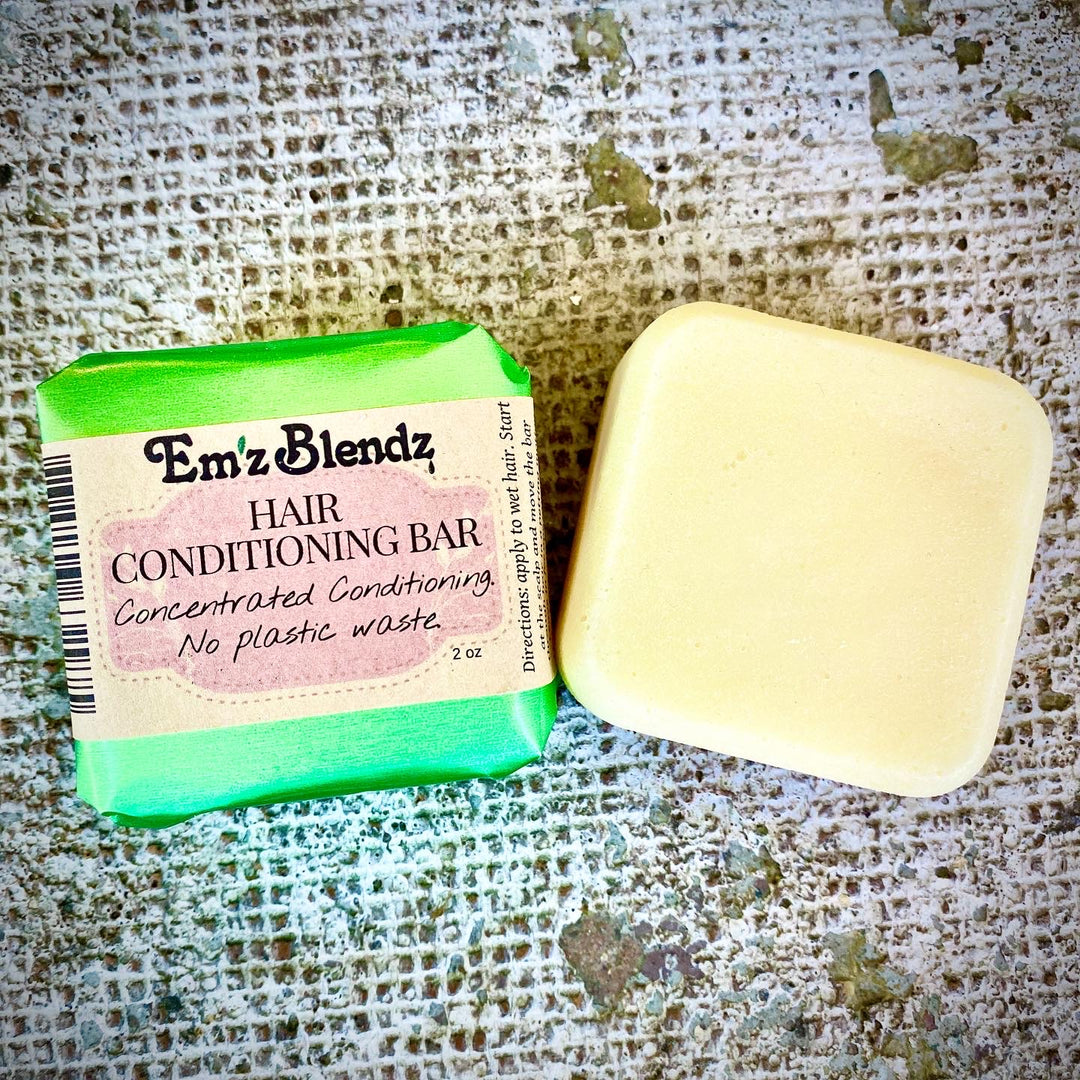 Em'z Blendz
HAIR
CONDITIONING BAR
Concentrated Conditioning.
No plastic waste.
2 oz
Directions: apply to wet hair. Start
at the scalp and move the bar